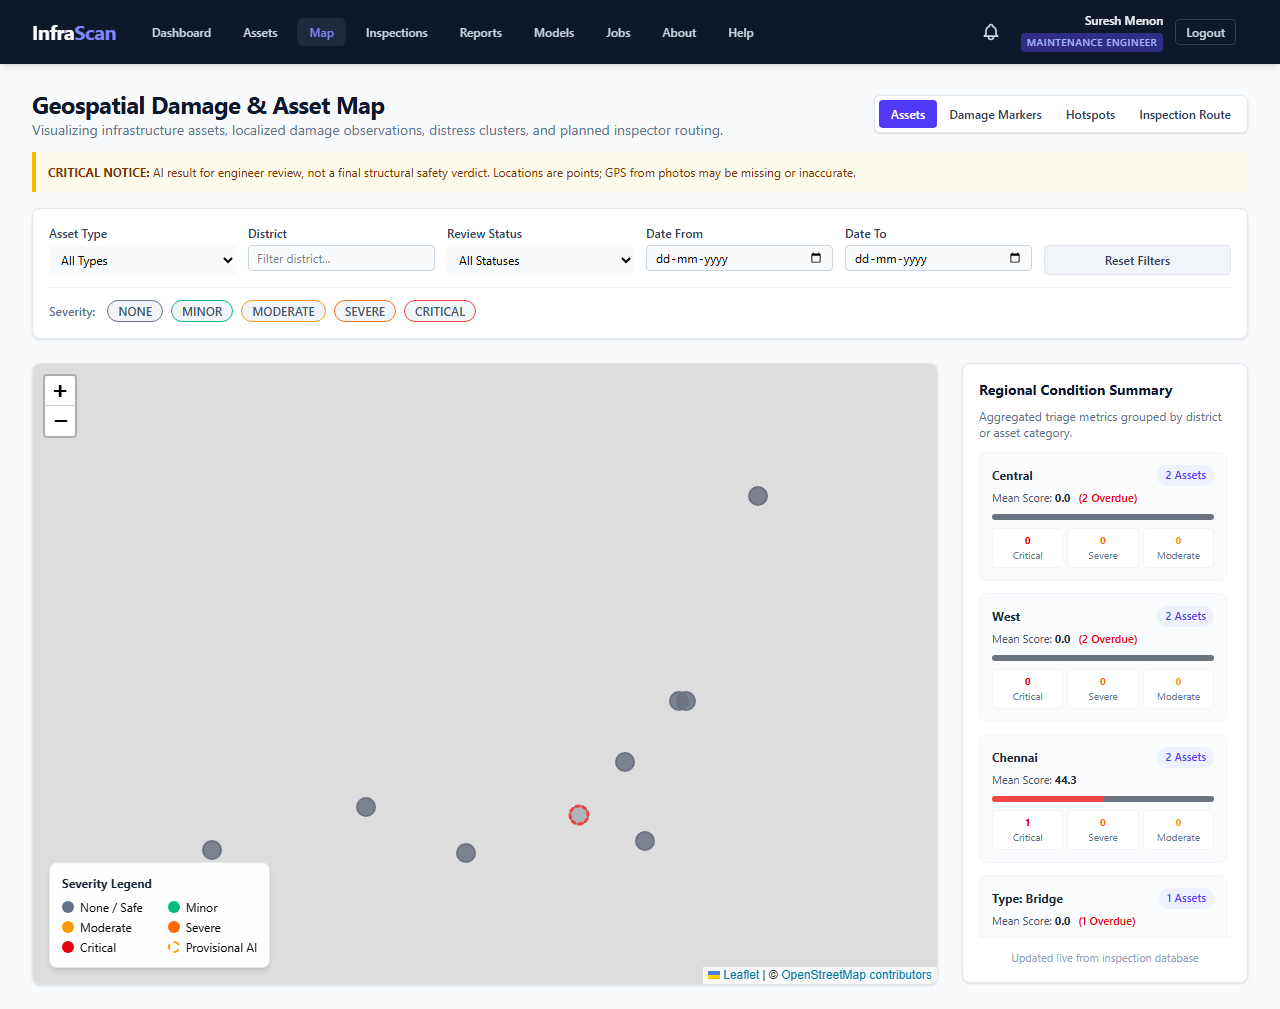 InfraScan
Dashboard
Assets
Map
Inspections
Reports
Models
Jobs
About
Help
Suresh Menon
MAINTENANCE ENGINEER
Logout
Geospatial Damage & Asset Map
Visualizing infrastructure assets, localized damage observations, distress clusters, and planned inspector routing.
Assets
Damage Markers
Hotspots
Inspection Route
CRITICAL NOTICE: AI result for engineer review, not a final structural safety verdict. Locations are points; GPS from photos may be missing or inaccurate.
Asset Type
District
Review Status
Date From
Date To
All Types
Filter district...
All Statuses
dd-mm-yyyy
dd-mm-yyyy
Reset Filters
Severity:
NONE
MINOR
MODERATE
SEVERE
CRITICAL
+
−
Severity Legend
None / Safe
Minor
Moderate
Severe
Critical
Provisional AI
Leaflet | © OpenStreetMap contributors
Regional Condition Summary
Aggregated triage metrics grouped by district
or asset category.
Central
2 Assets
Mean Score: 0.0 (2 Overdue)
0
0
0
Critical
Severe
Moderate
West
2 Assets
Mean Score: 0.0 (2 Overdue)
0
0
0
Critical
Severe
Moderate
Chennai
2 Assets
Mean Score: 44.3
1
0
0
Critical
Severe
Moderate
Type: Bridge
1 Assets
Mean Score: 0.0 (1 Overdue)
Updated live from inspection database